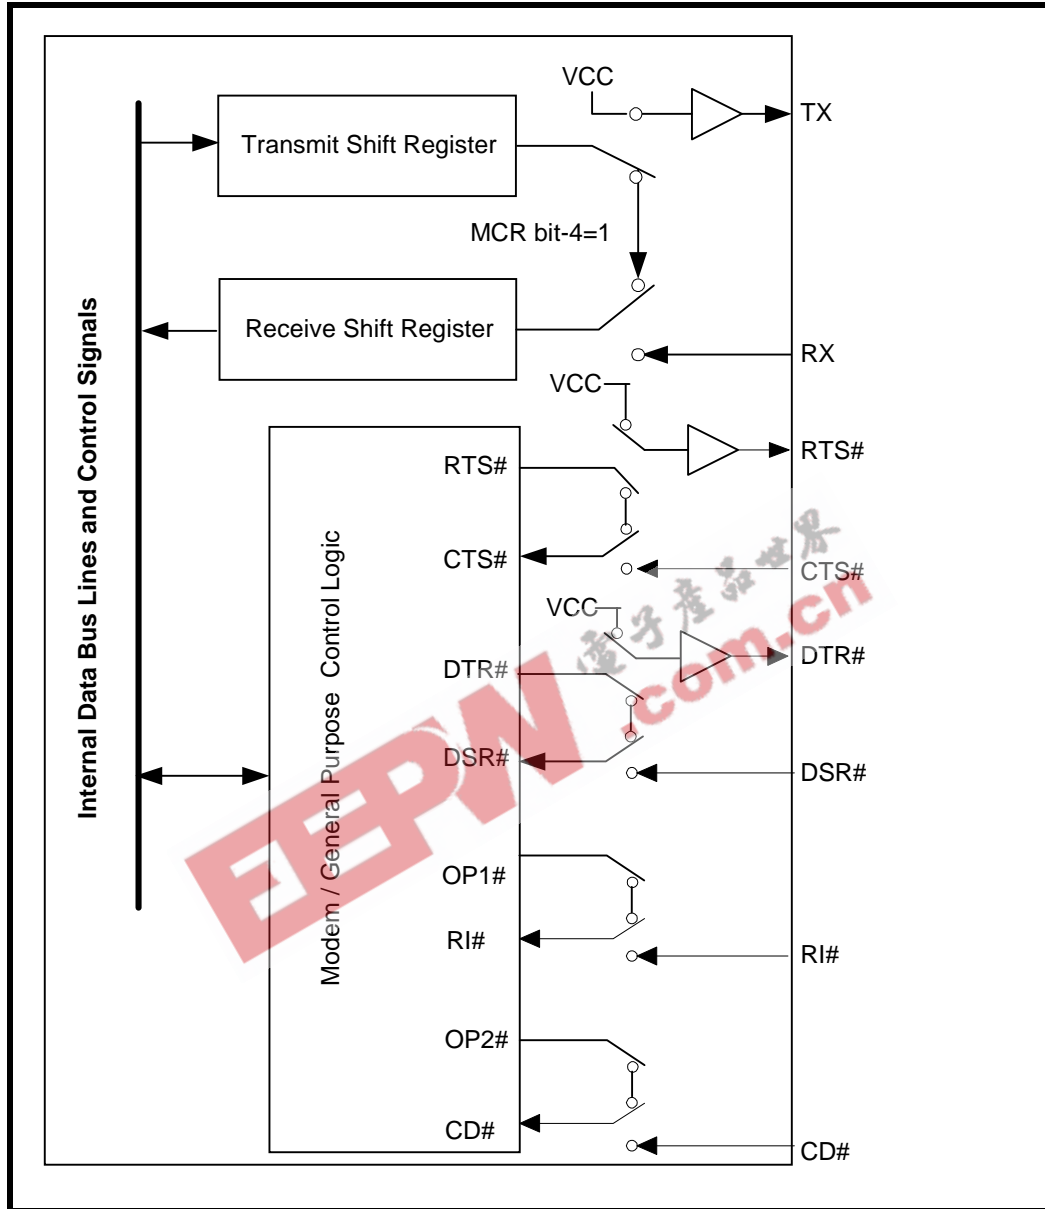 VCC
TX
Transmit Shift Register
MCR bit-4=1
Internal Data Bus Lines and Control Signals
Receive Shift Register
RX
VCC
RTS#
RTS#
Modem / General Purpose Control Logic
CTS#
CTS#
VCC
DTR#
DTR#
DSR#
DSR#
OP1#
RI#
RI#
OP2#
CD#
CD#
EEPW
電子產品世界
.com.cn